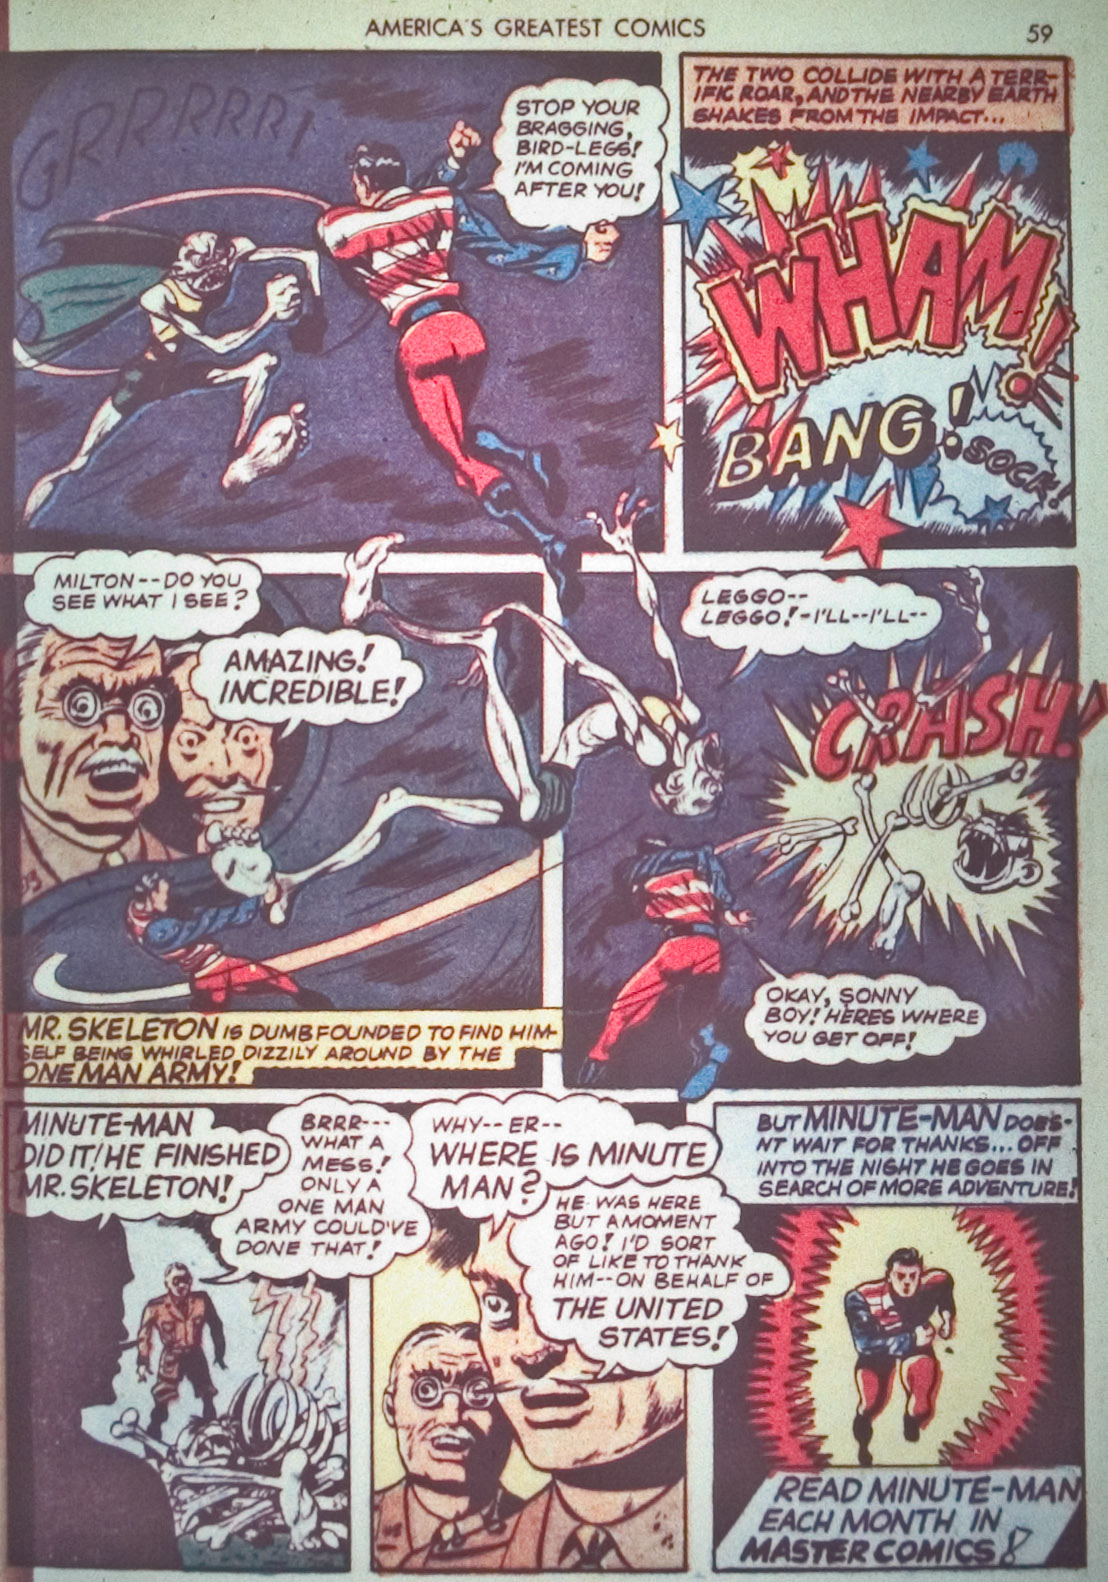 AMERICA'S GREATEST COMICS
59
GRRRRRR!
STOP YOUR
BRAGGING,
BIRD-LEGS!
I'M COMING
AFTER YOU!
THE TWO COLLIDE WITH A TERR-
IFIC ROAR, AND THE NEARBY EARTH
SHAKES FROM THE IMPACT...
WHAM!
BANG!
SOCK!
MILTON--DO YOU
SEE WHAT I SEE?
AMAZING!
INCREDIBLE!
MR. SKELETON IS DUMBFOUNDED TO FIND HIM-
SELF BEING WHIRLED DIZZILY AROUND BY THE
ONE MAN ARMY!
LEGGO--
LEGGO!-I'LL--I'LL--
CRASH!
OKAY, SONNY
BOY! HERES WHERE
YOU GET OFF!
MINUTE-MAN
DID IT! HE FINISHED
MR. SKELETON!
BRRR---
WHAT A
MESS!
ONLY A
ONE MAN
ARMY COULD'VE
DONE THAT!
WHY--ER--
WHERE IS MINUTE
MAN?
HE WAS HERE
BUT A MOMENT
AGO! I'D SORT
OF LIKE TO THANK
HIM--ON BEHALF OF
THE UNITED
STATES!
BUT MINUTE-MAN DOES-
NT WAIT FOR THANKS... OFF
INTO THE NIGHT HE GOES IN
SEARCH OF MORE ADVENTURE!
READ MINUTE-MAN
EACH MONTH IN
MASTER COMICS!